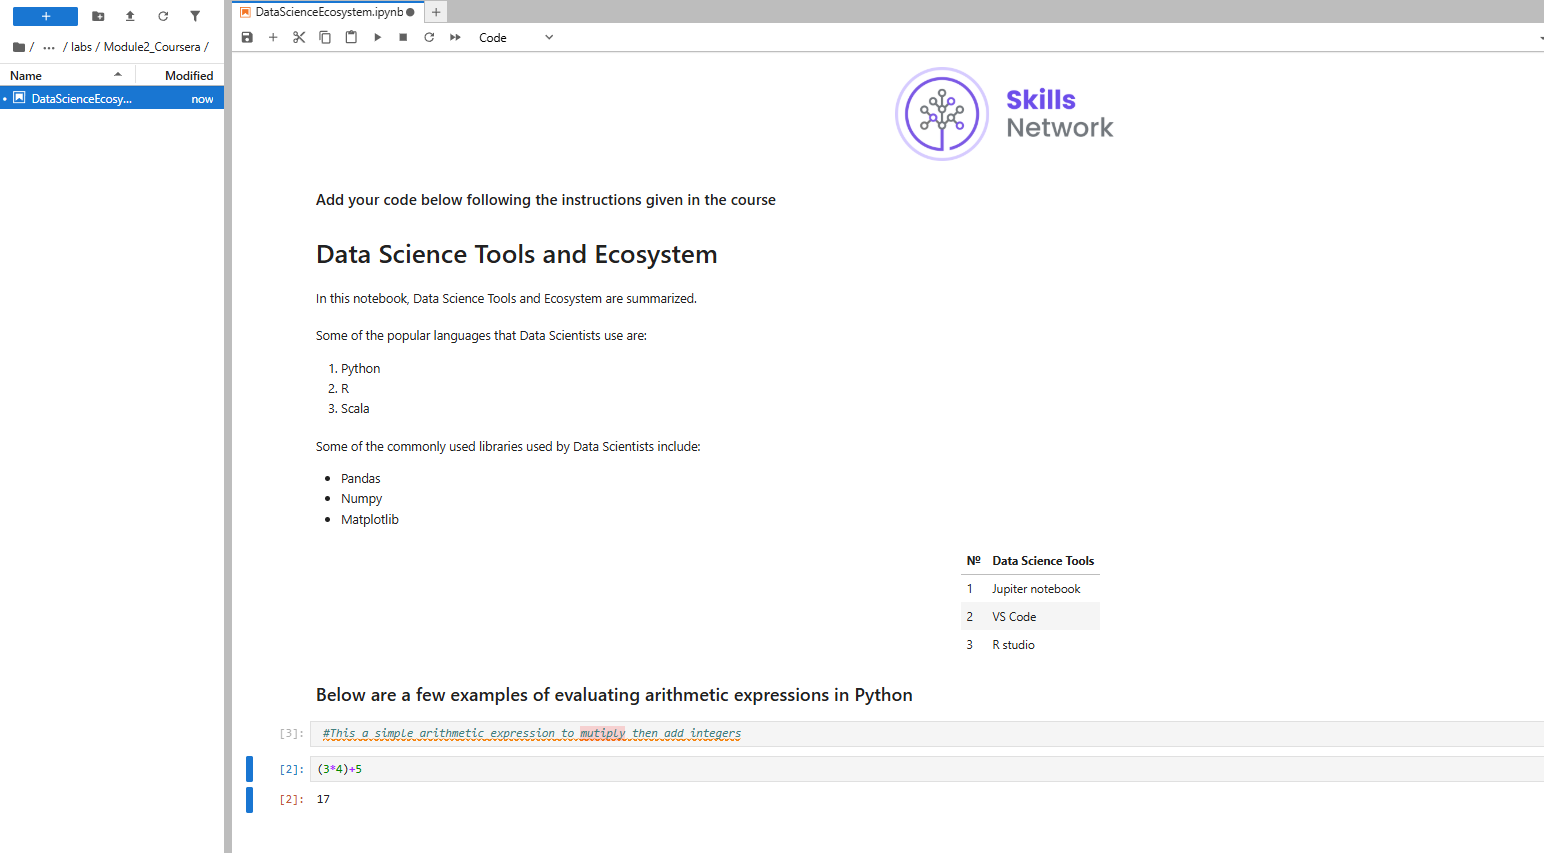 DataScienceEcosystem.ipynb
+
+
/ ... / labs / Module2_Coursera /
Code
Name
Modified
DataScienceEcosy...
now
Skills
Network
Add your code below following the instructions given in the course
Data Science Tools and Ecosystem
In this notebook, Data Science Tools and Ecosystem are summarized.
Some of the popular languages that Data Scientists use are:
1. Python
2. R
3. Scala
Some of the commonly used libraries used by Data Scientists include:
• Pandas
• Numpy
• Matplotlib
Nº Data Science Tools
1 Jupiter notebook
2 VS Code
3 R studio
Below are a few examples of evaluating arithmetic expressions in Python
[3]: #This a simple arithmetic expression to mutiply then add integers
[2]: (3*4)+5
[2]: 17